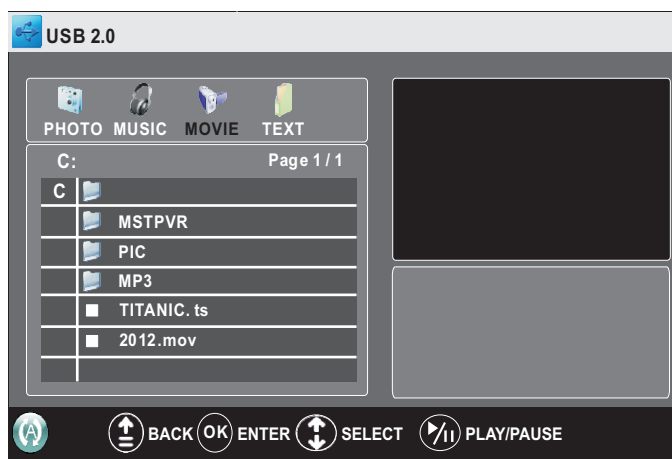 USB 2.0
PHOTO MUSIC MOVIE TEXT
C: Page 1 / 1
C
MSTPVR
PIC
MP3
TITANIC. ts
2012.mov
A BACK OK ENTER SELECT PLAY/PAUSE